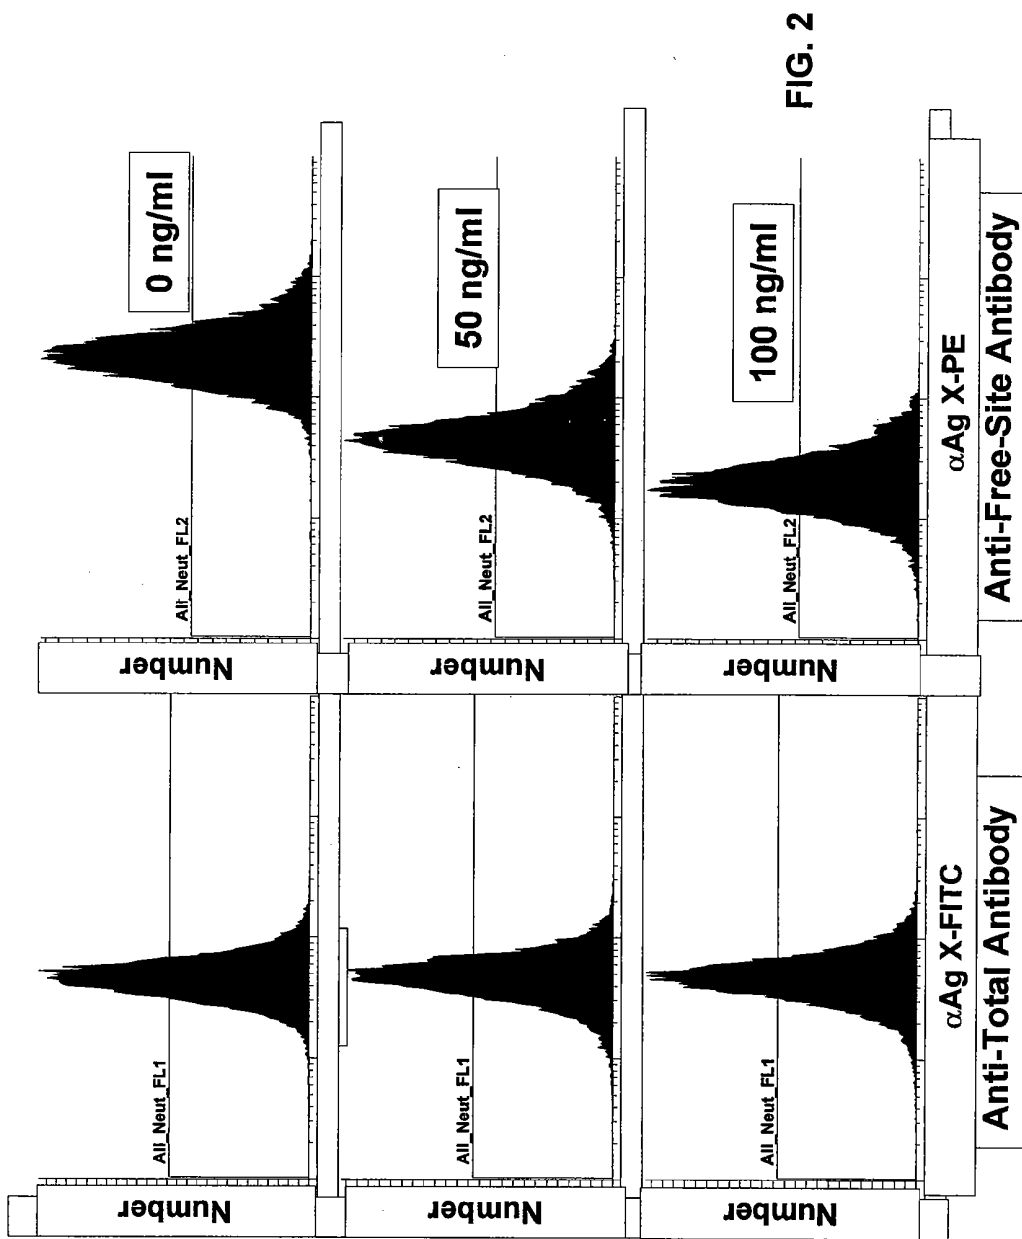 Number
All_Neut_FL1
Number
All_Neut_FL2
0 ng/ml
Number
All_Neut_FL1
Number
All_Neut_FL2
50 ng/ml
Number
All_Neut_FL1
Number
All_Neut_FL2
100 ng/ml
FIG. 2
αAg X-FITC
αAg X-PE
Anti-Total Antibody
Anti-Free-Site Antibody